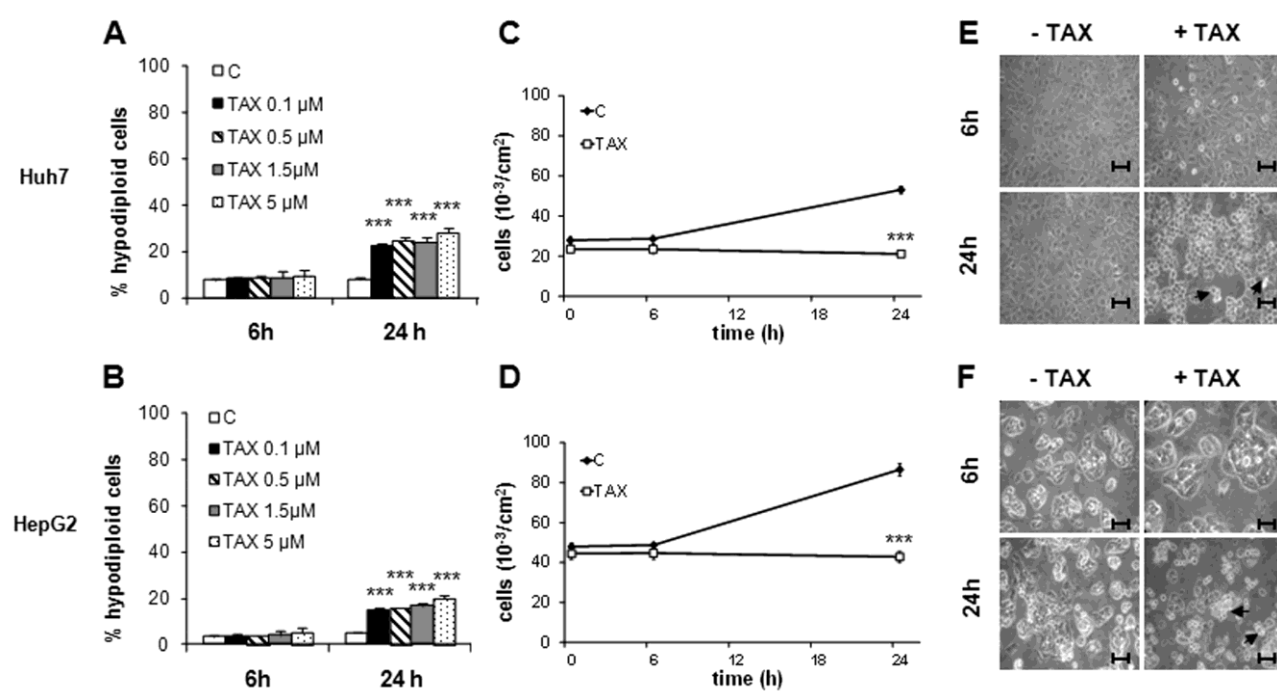 A
Huh7
% hypodiploid cells
100
80
60
40
20
0
C
TAX 0.1 µM
TAX 0.5 µM
TAX 1.5µM
TAX 5 µM
***
***
***
***
6h
24 h
C
cells (10-3/cm2)
100
80
60
40
20
0
C
TAX
***
0 6 12 18 24
time (h)
E
- TAX + TAX
6h
24h
B
HepG2
% hypodiploid cells
100
80
60
40
20
0
C
TAX 0.1 µM
TAX 0.5 µM
TAX 1.5µM
TAX 5 µM
***
***
***
***
6h
24 h
D
cells (10-3/cm2)
100
80
60
40
20
0
C
TAX
***
0 6 12 18 24
time (h)
F
- TAX + TAX
6h
24h